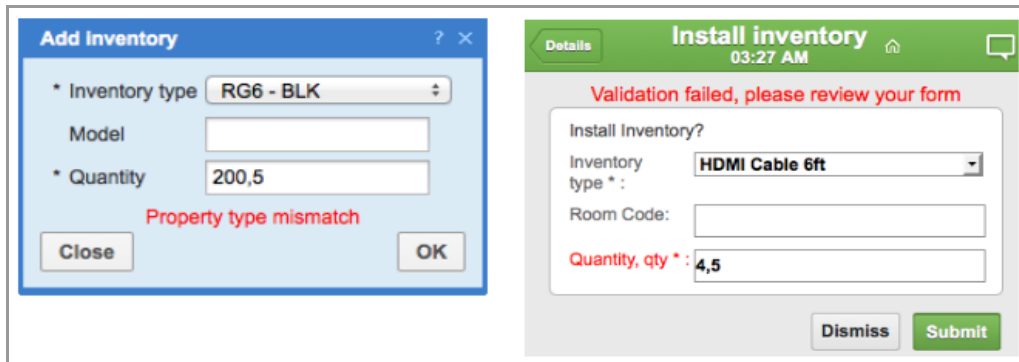 Add Inventory ? ×
* Inventory type RG6 - BLK
Model
* Quantity 200,5
Property type mismatch
Close OK
Details Install inventory
03:27 AM
Validation failed, please review your form
Install Inventory?
Inventory
type * :
HDMI Cable 6ft
Room Code:
Quantity, qty * : 4,5
Dismiss Submit